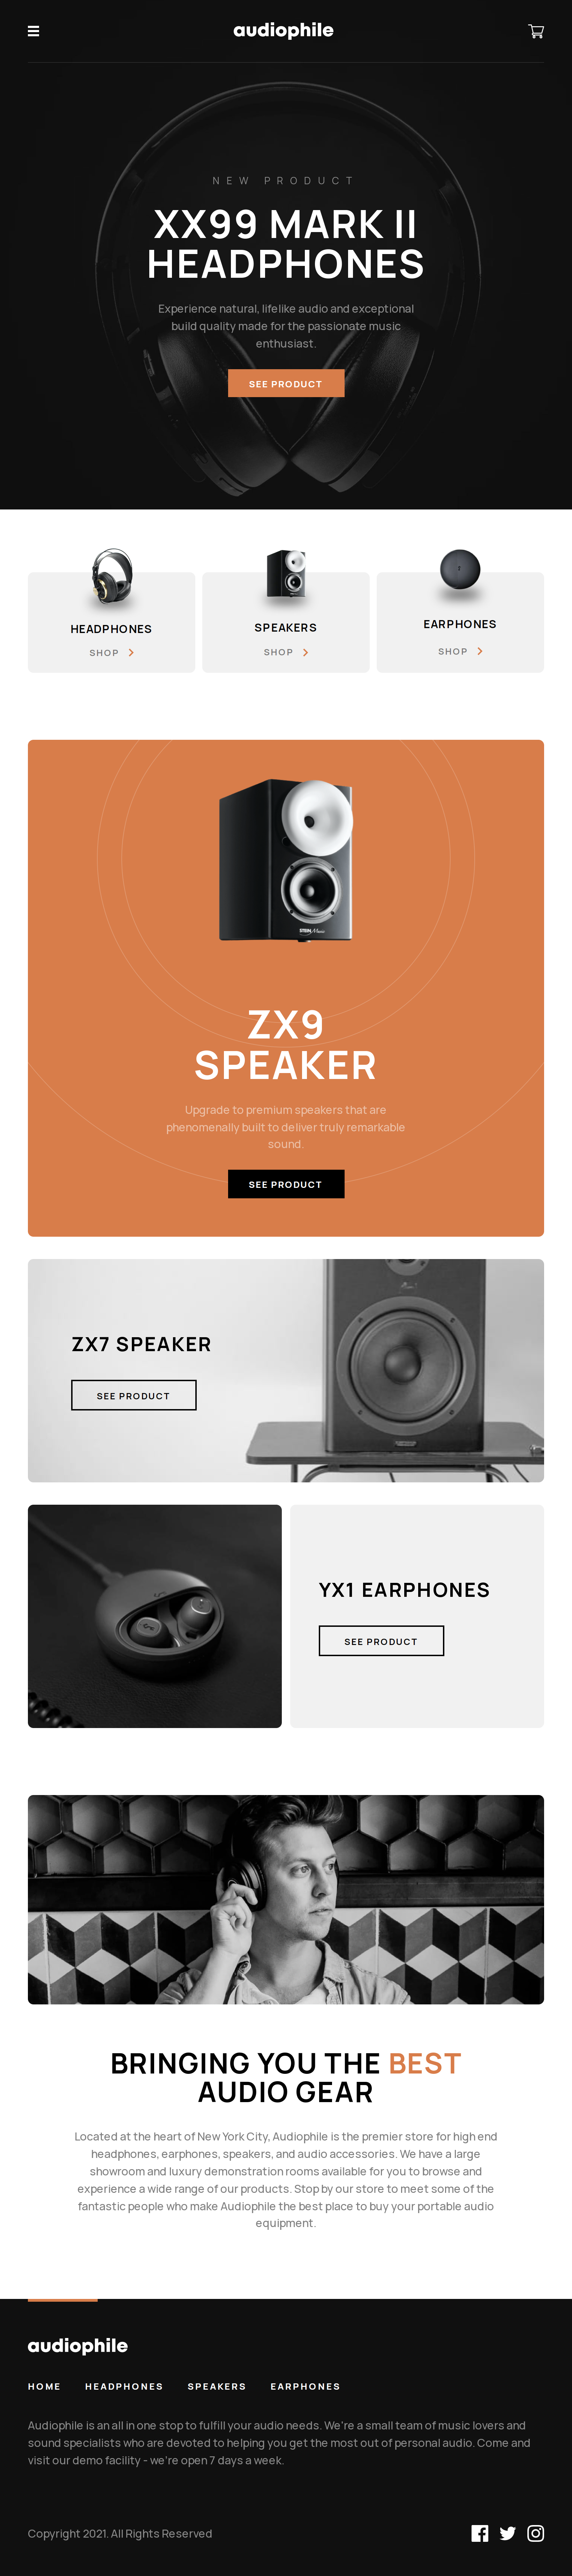 audiophile
NEW PRODUCT
XX99 MARK II
HEADPHONES
Experience natural, lifelike audio and exceptional
build quality made for the passionate music
enthusiast.
SEE PRODUCT
HEADPHONES
SHOP
SPEAKERS
SHOP
EARPHONES
SHOP
ZX9
SPEAKER
Upgrade to premium speakers that are
phenomenally built to deliver truly remarkable
sound.
SEE PRODUCT
ZX7 SPEAKER
SEE PRODUCT
YX1 EARPHONES
SEE PRODUCT
BRINGING YOU THE BEST
AUDIO GEAR
Located at the heart of New York City, Audiophile is the premier store for high end
headphones, earphones, speakers, and audio accessories. We have a large
showroom and luxury demonstration rooms available for you to browse and
experience a wide range of our products. Stop by our store to meet some of the
fantastic people who make Audiophile the best place to buy your portable audio
equipment.
audiophile
HOME HEADPHONES SPEAKERS EARPHONES
Audiophile is an all in one stop to fulfill your audio needs. We're a small team of music lovers and
sound specialists who are devoted to helping you get the most out of personal audio. Come and
visit our demo facility - we're open 7 days a week.
Copyright 2021. All Rights Reserved